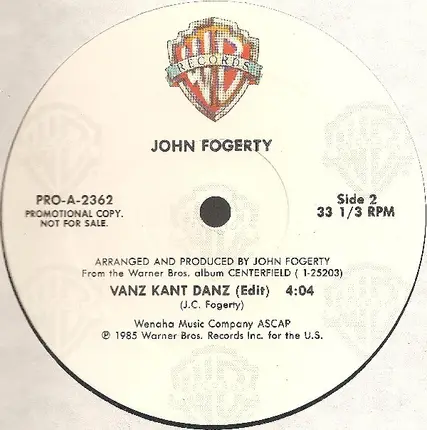 RECORDS
JOHN FOGERTY
PRO-A-2362
PROMOTIONAL COPY.
NOT FOR SALE.
Side 2
33 1/3 RPM
ARRANGED AND PRODUCED BY JOHN FOGERTY
From the Warner Bros. album CENTERFIELD ( 1-25203)
VANZ KANT DANZ (Edit) 4:04
(J.C. Fogerty)
Wenaha Music Company ASCAP
℗ 1985 Warner Bros. Records Inc. for the U.S.